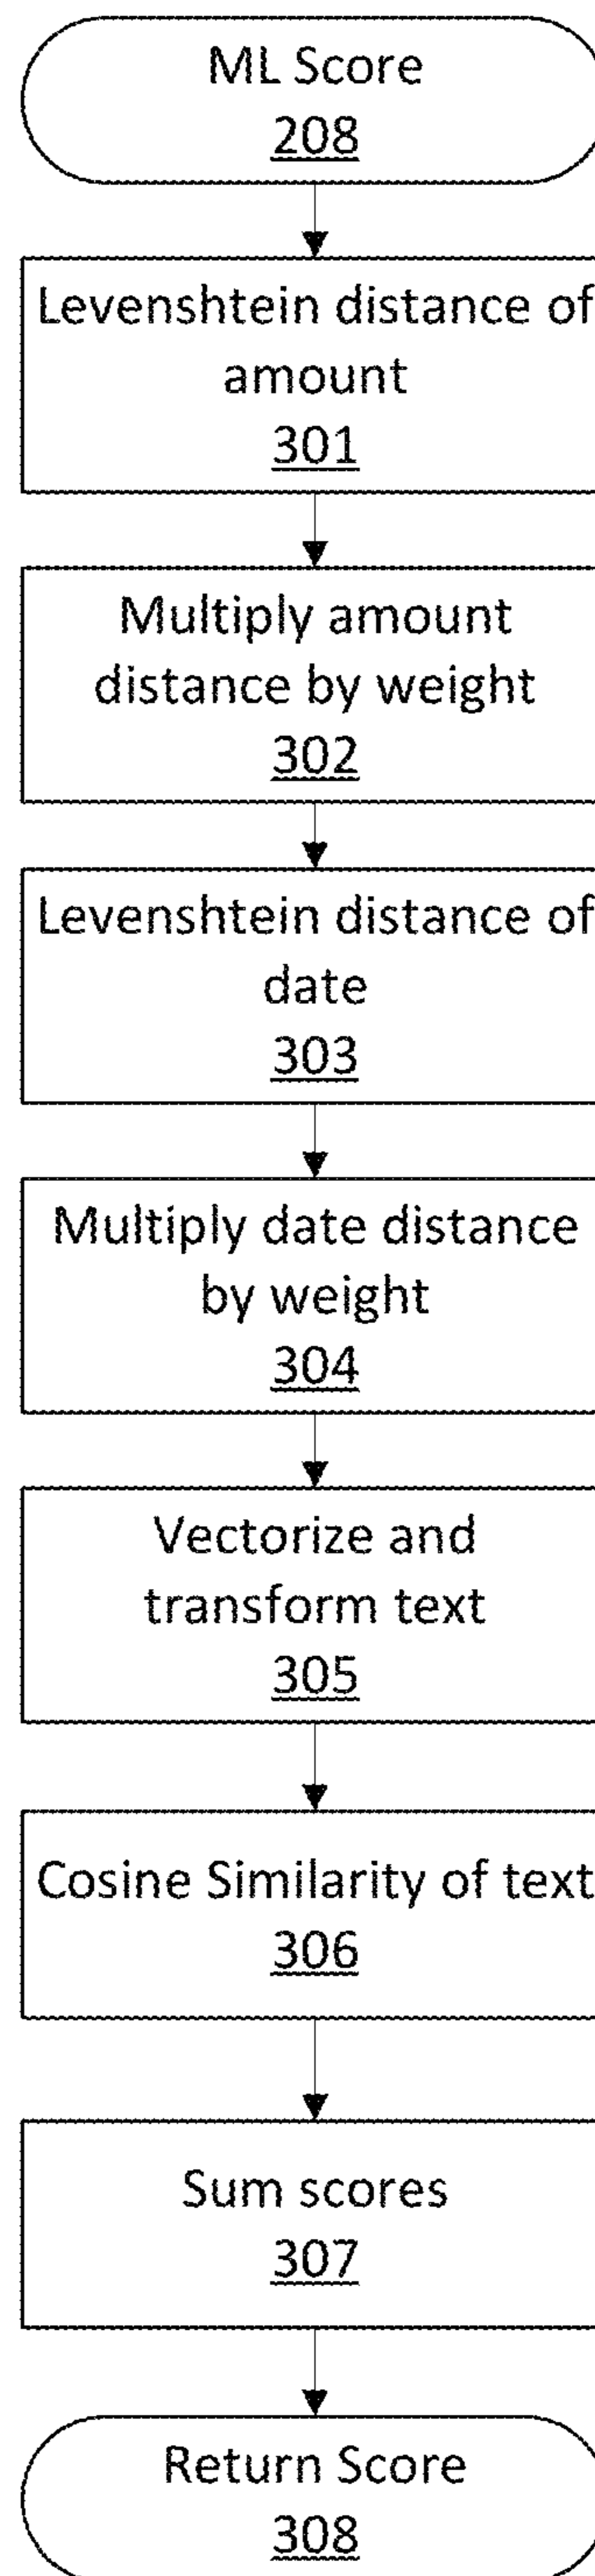 ML Score
208
Levenshtein distance of
amount
301
Multiply amount
distance by weight
302
Levenshtein distance of
date
303
Multiply date distance
by weight
304
Vectorize and
transform text
305
Cosine Similarity of text
306
Sum scores
307
Return Score
308